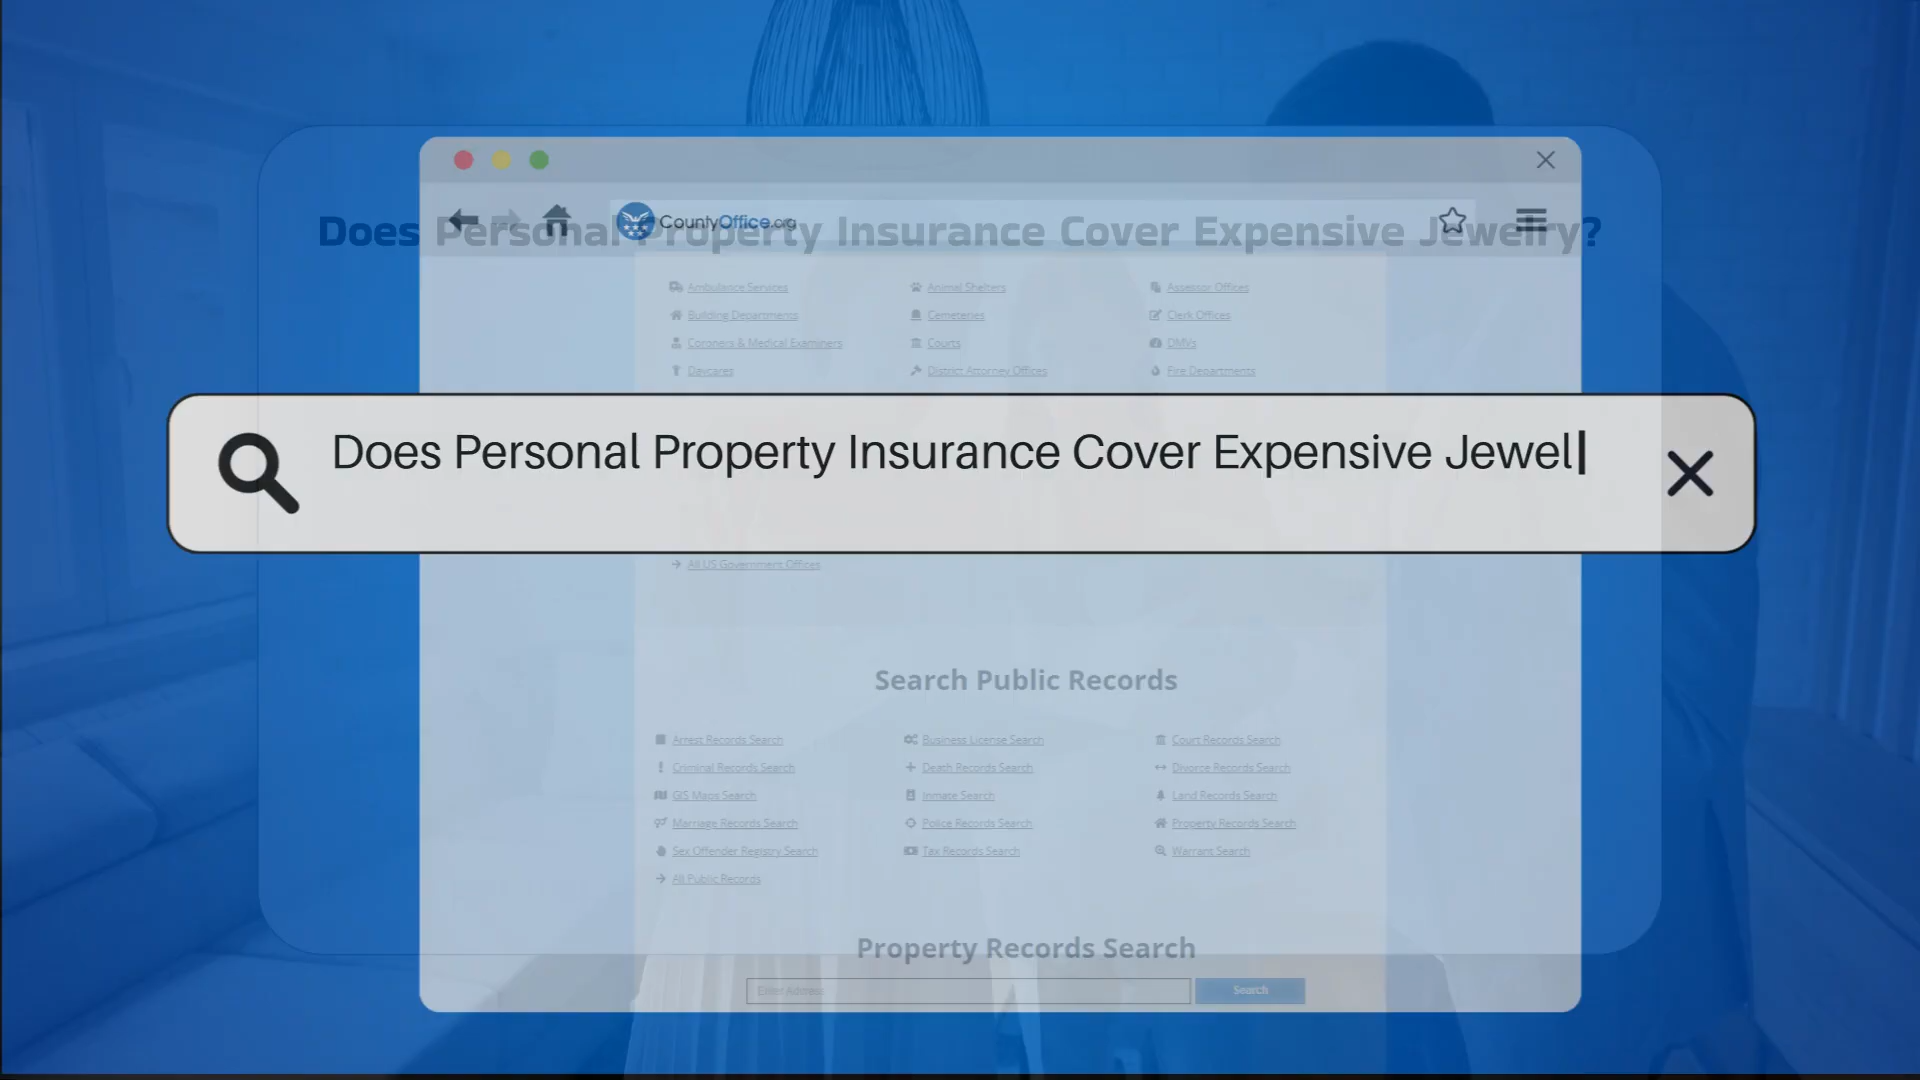 CountyOffice.org
Does Personal Property Insurance Cover Expensive Jewelry?
Ambulance Services Animal Shelters Assessor Offices
Building Departments Cemeteries Clerk Offices
Coroners & Medical Examiners Courts DMVs
Daycares District Attorney Offices Fire Departments
Does Personal Property Insurance Cover Expensive Jewel
All US Government Offices
Search Public Records
Arrest Records Search Business License Search Court Records Search
Criminal Records Search Death Records Search Divorce Records Search
GIS Maps Search Inmate Search Land Records Search
Marriage Records Search Police Records Search Property Records Search
Sex Offender Registry Search Tax Records Search Warrant Search
All Public Records
Property Records Search
Enter Address Search